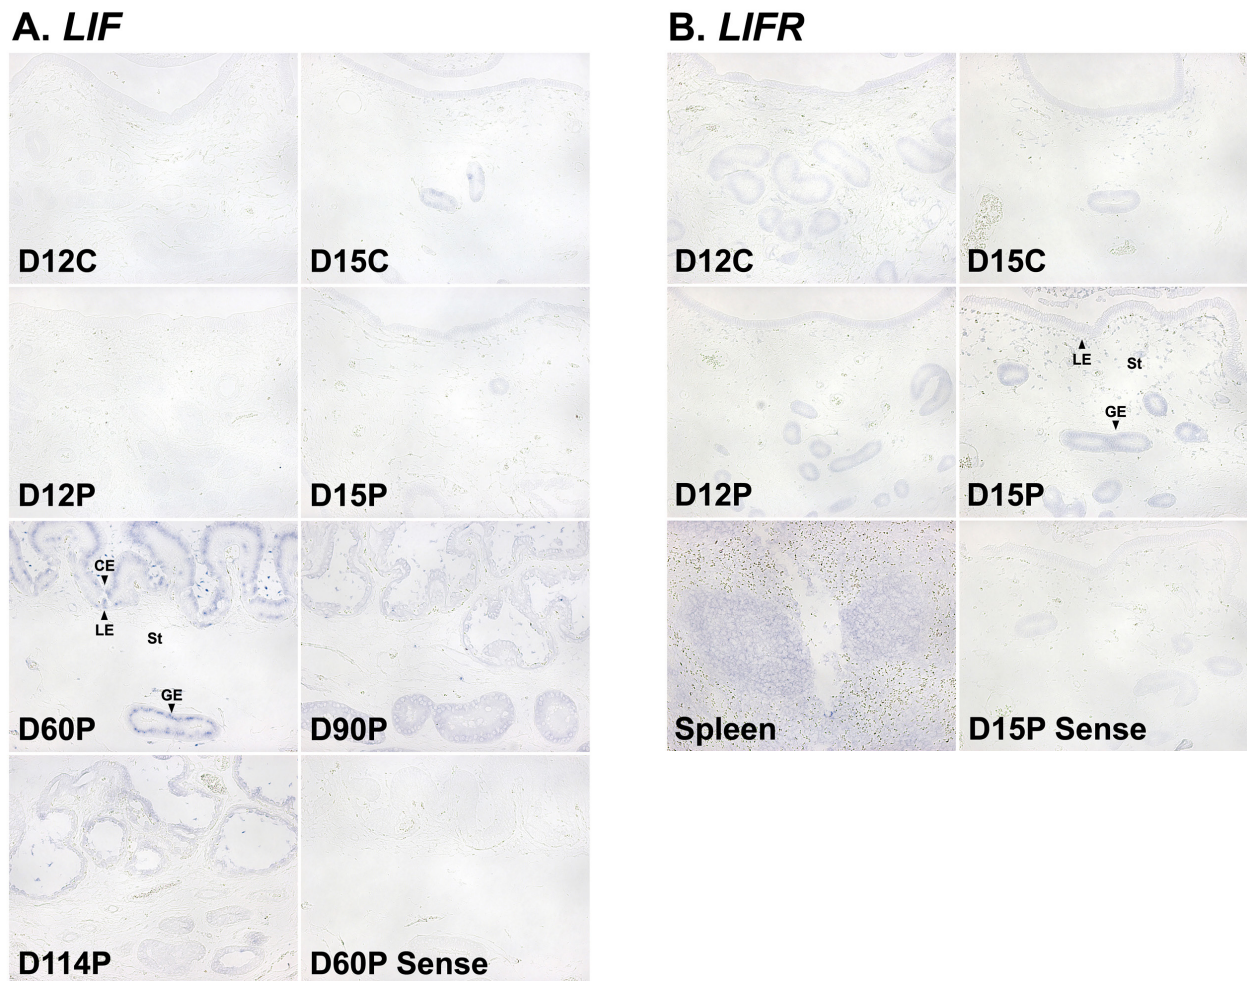 A. LIF
D12C
D15C
D12P
D15P
CE
LE
St
GE
D60P
D90P
D114P
D60P Sense
B. LIFR
D12C
D15C
D12P
LE
St
GE
D15P
Spleen
D15P Sense